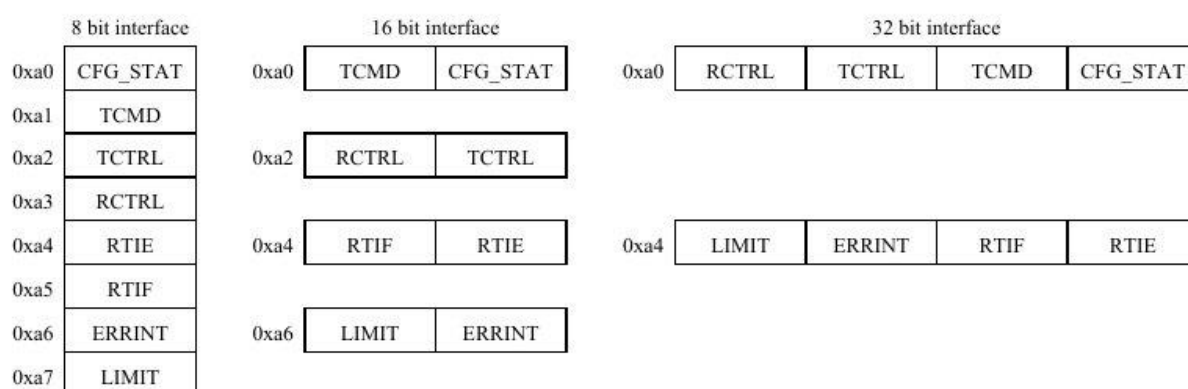 8 bit interface 16 bit interface 32 bit interface
0xa0 CFG_STAT 0xa0 TCMD CFG_STAT 0xa0 RCTRL TCTRL TCMD CFG_STAT
0xa1 TCMD
0xa2 TCTRL 0xa2 RCTRL TCTRL
0xa3 RCTRL
0xa4 RTIE 0xa4 RTIF RTIE 0xa4 LIMIT ERRINT RTIF RTIE
0xa5 RTIF
0xa6 ERRINT 0xa6 LIMIT ERRINT
0xa7 LIMIT